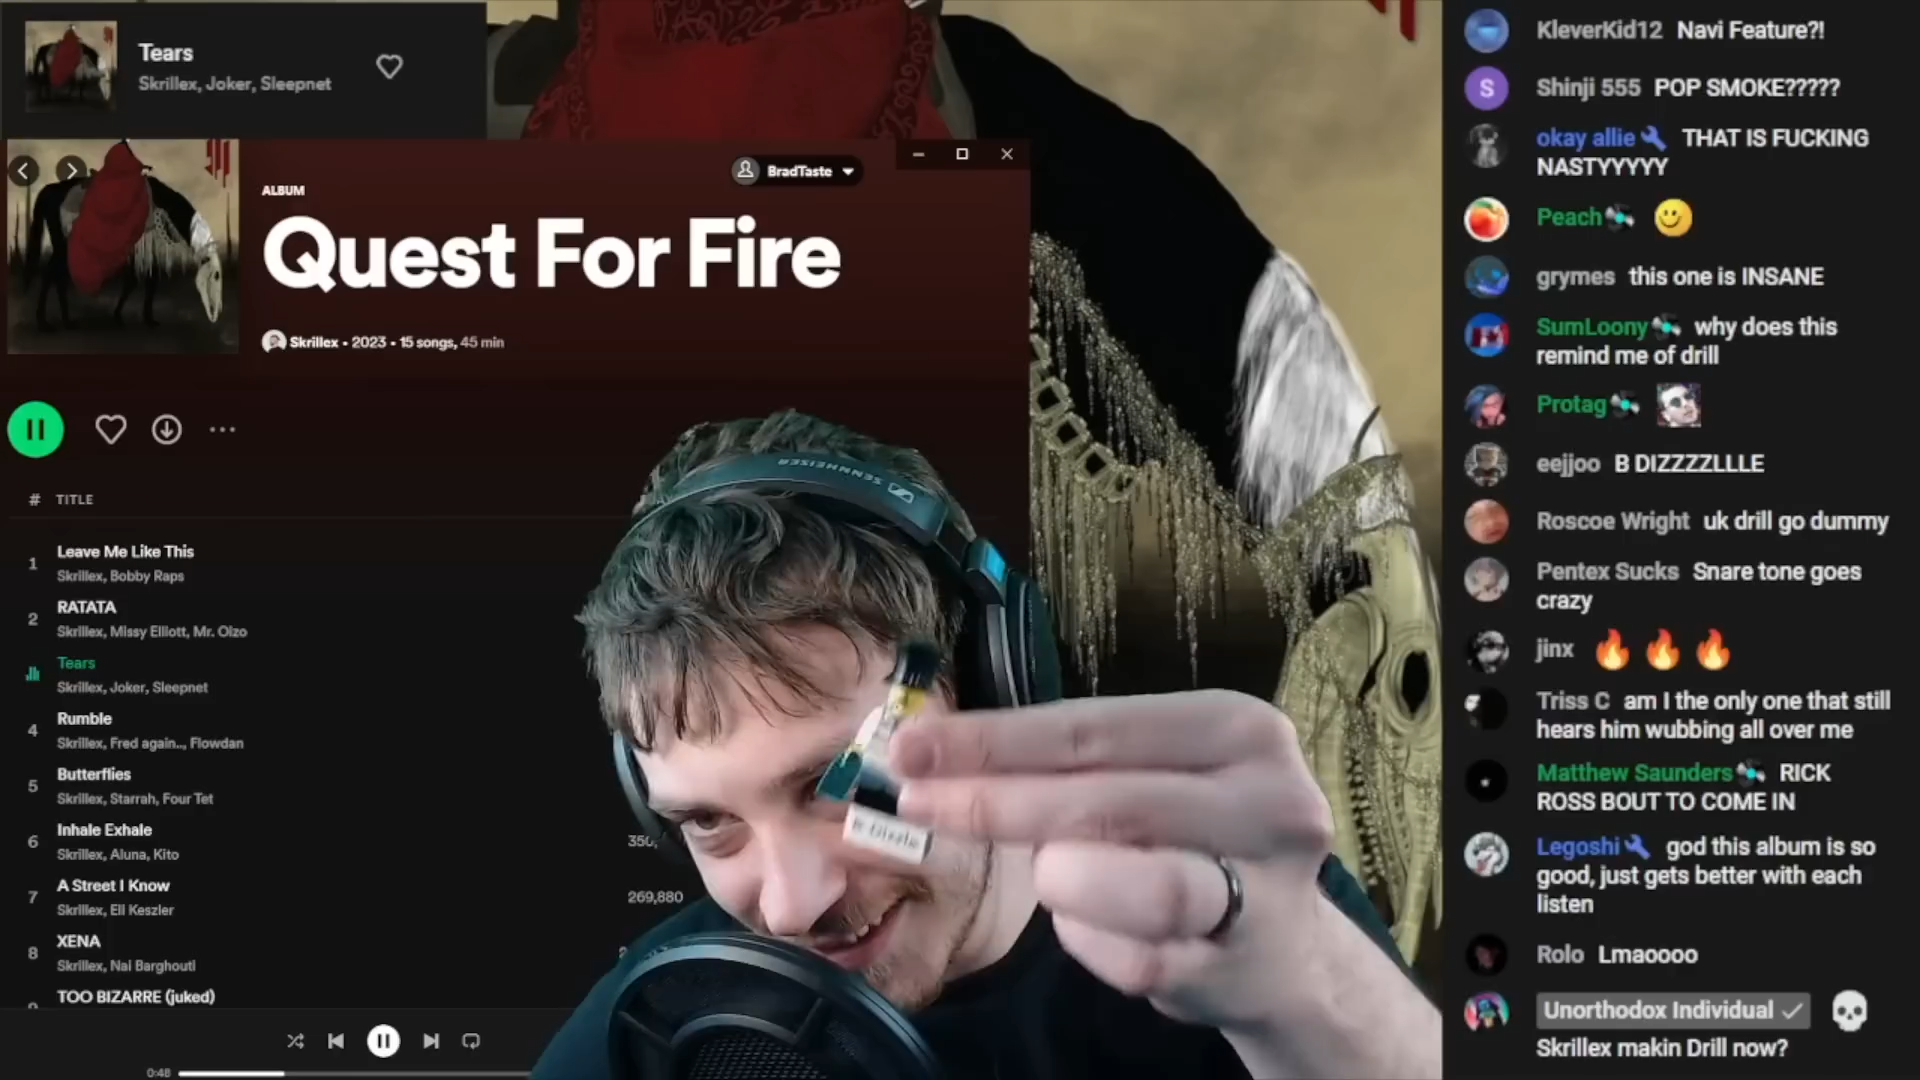 Tears
Skrillex, Joker, Sleepnet
BradTaste
ALBUM
Quest For Fire
Skrillex • 2023 • 15 songs, 45 min
# TITLE
1 Leave Me Like This
Skrillex, Bobby Raps
2 RATATA
Skrillex, Missy Elliott, Mr. Oizo
Tears
Skrillex, Joker, Sleepnet
4 Rumble
Skrillex, Fred again.., Flowdan
5 Butterflies
Skrillex, Starrah, Four Tet
6 Inhale Exhale
Skrillex, Aluna, Kito
7 A Street I Know
Skrillex, Eli Keszler
269,880
8 XENA
Skrillex, Nai Barghouti
TOO BIZARRE (juked)
0:48
SENNHEISER
B Dizzle
KleverKid12 Navi Feature?!
S
Shinji 555 POP SMOKE?????
okay allie THAT IS FUCKING
NASTYYYYY
Peach
grymes this one is INSANE
SumLoony why does this
remind me of drill
Protag
eejjoo B DIZZZZLLLE
Roscoe Wright uk drill go dummy
Pentex Sucks Snare tone goes
crazy
jinx 🔥 🔥 🔥
Triss C am I the only one that still
hears him wubbing all over me
Matthew Saunders RICK
ROSS BOUT TO COME IN
Legoshi god this album is so
good, just gets better with each
listen
Rolo Lmaoooo
Unorthodox Individual
Skrillex makin Drill now?